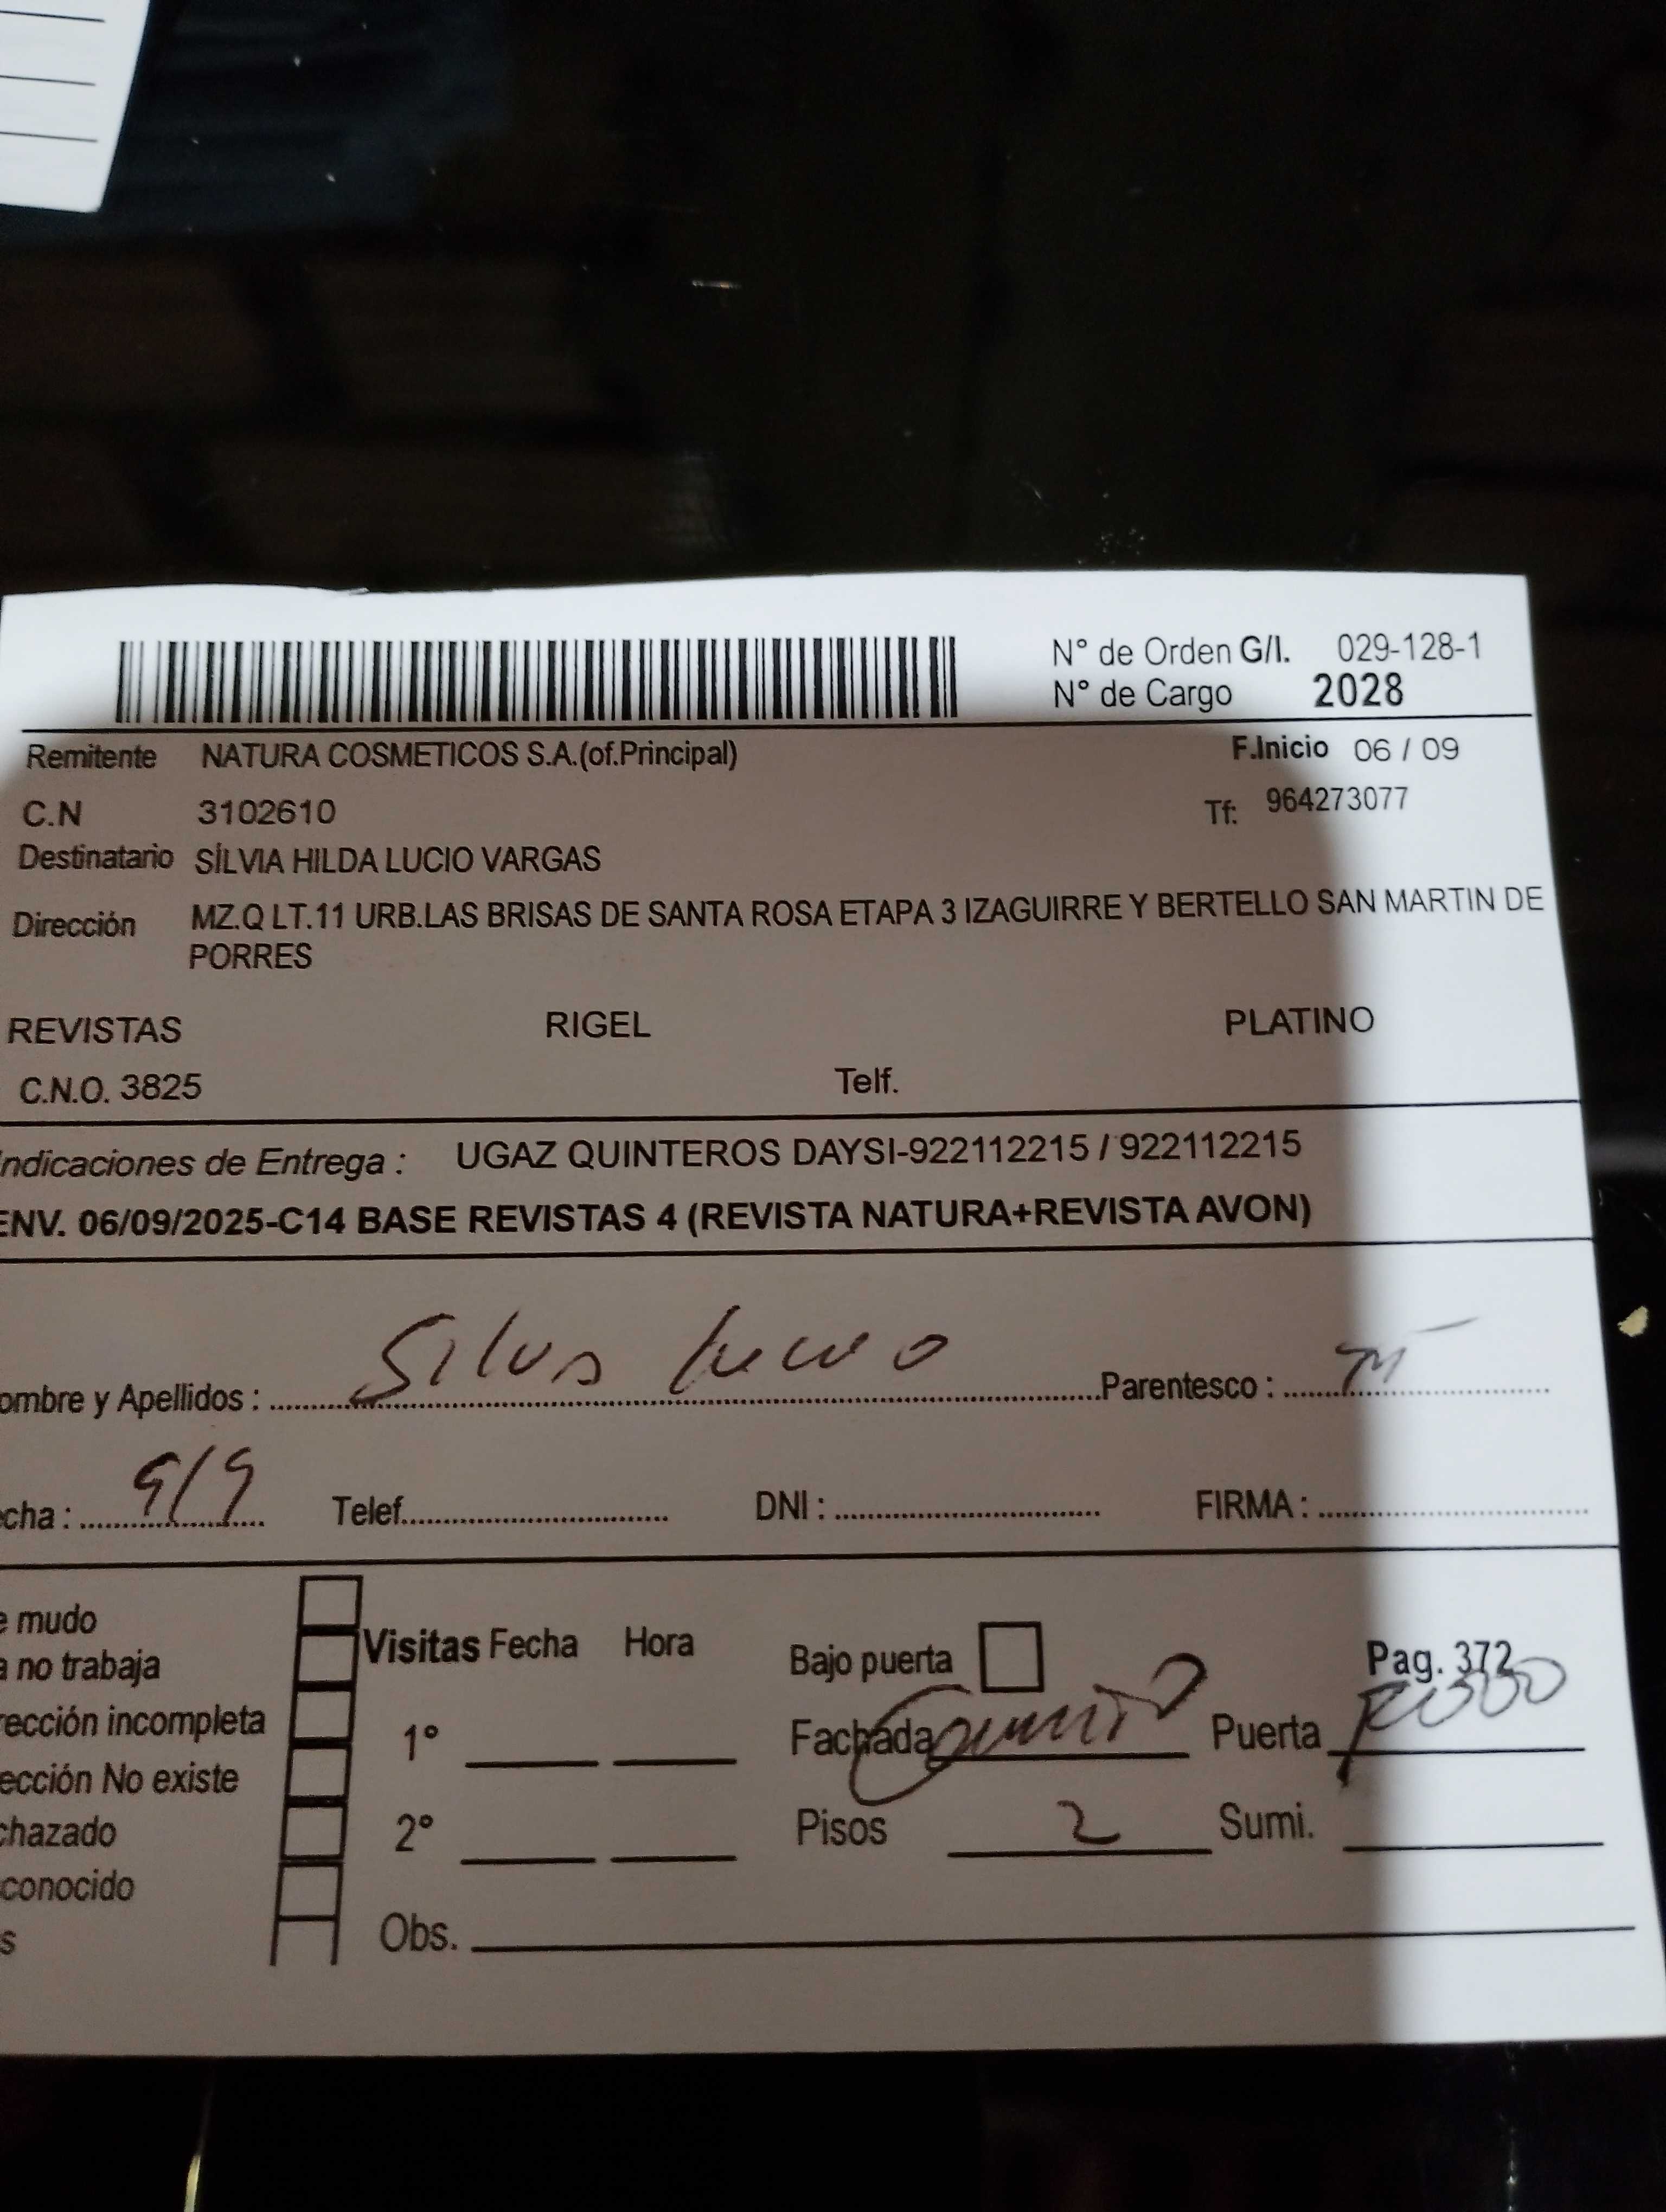 N° de Orden G/I. 029-128-1
N° de Cargo 2028
Remitente NATURA COSMETICOS S.A.(of.Principal) F.Inicio 06 / 09
C.N 3102610 Tf: 964273077
Destinatario SILVIA HILDA LUCIO VARGAS
Dirección MZ.Q LT.11 URB.LAS BRISAS DE SANTA ROSA ETAPA 3 IZAGUIRRE Y BERTELLO SAN MARTIN DE
PORRES
REVISTAS RIGEL PLATINO
C.N.O. 3825 Telf.
Indicaciones de Entrega : UGAZ QUINTEROS DAYSI-922112215 / 922112215
ENV. 06/09/2025-C14 BASE REVISTAS 4 (REVISTA NATURA+REVISTA AVON)
ombre y Apellidos : Parentesco :
cha : 9/9 Telef. DNI : FIRMA :
e mudo
a no trabaja
rección incompleta
ección No existe
chazado
conocido
s
Visitas Fecha Hora
1°
2°
Bajo puerta Pag. 372
Fachada Puerta
Pisos 2 Sumi.
Obs.